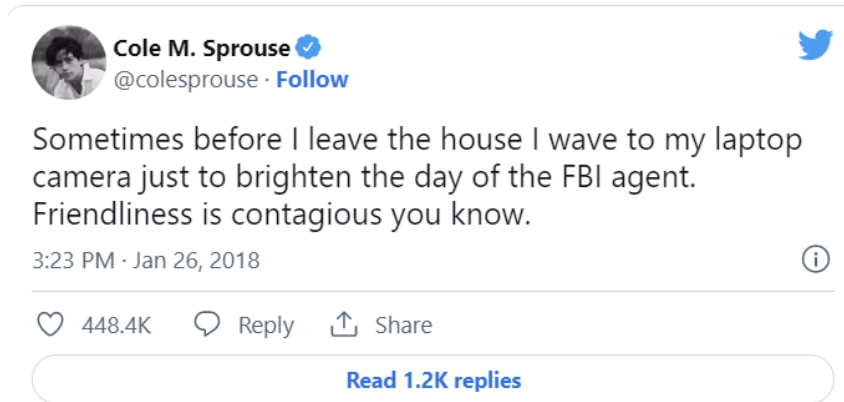 Cole M. Sprouse
@colesprouse · Follow
Sometimes before I leave the house I wave to my laptop
camera just to brighten the day of the FBI agent.
Friendliness is contagious you know.
3:23 PM · Jan 26, 2018
448.4K Reply Share
Read 1.2K replies